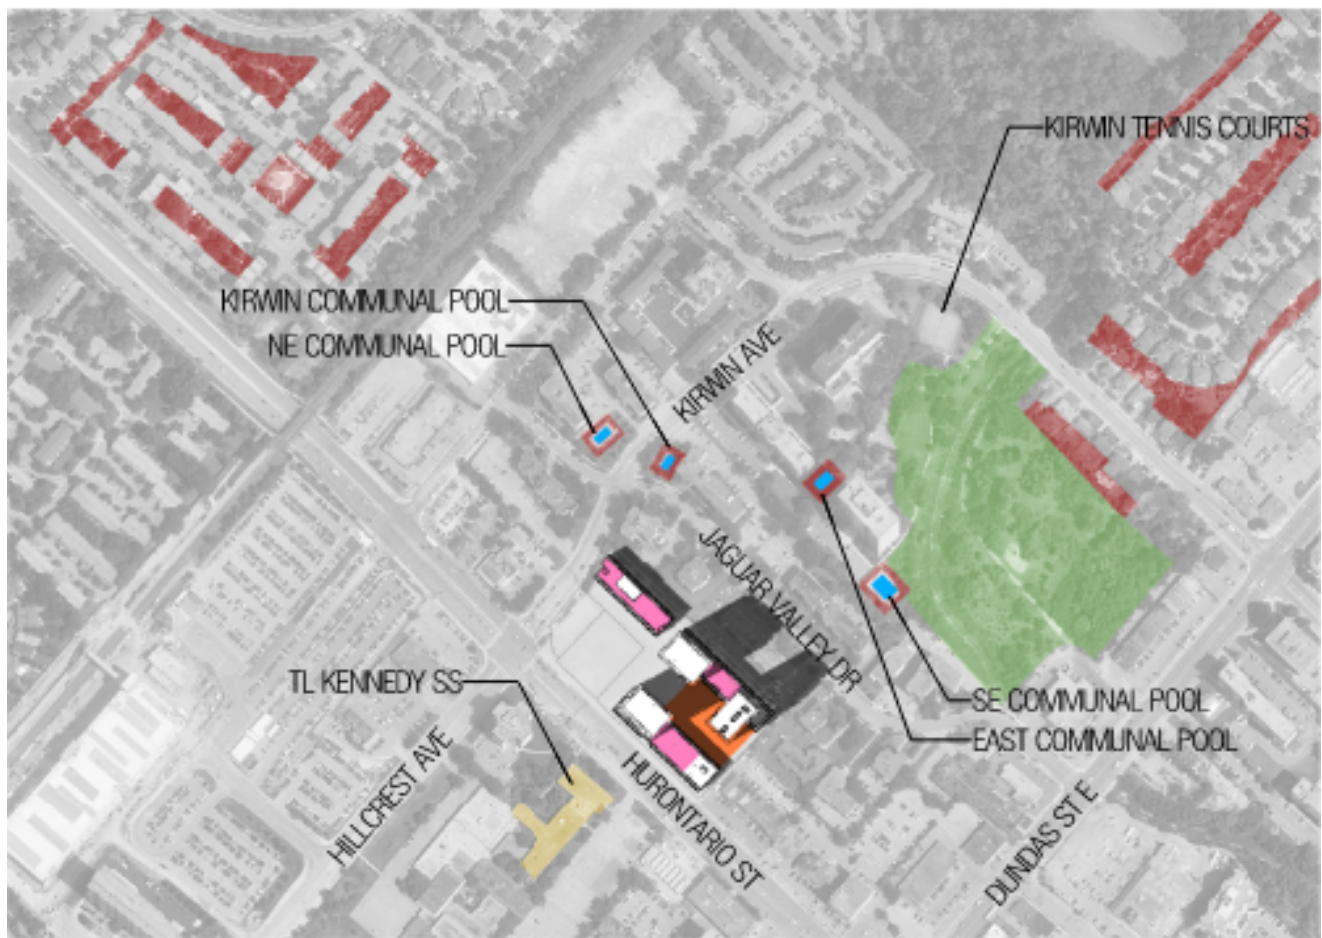 KIRWIN TENNIS COURTS
KIRWIN COMMUNAL POOL
NE COMMUNAL POOL
KIRWIN AVE
JAGUAR VALLEY DR
TL KENNEDY SS
SE COMMUNAL POOL
EAST COMMUNAL POOL
HILLCREST AVE
HURONTARIO ST
DUNDAS ST E